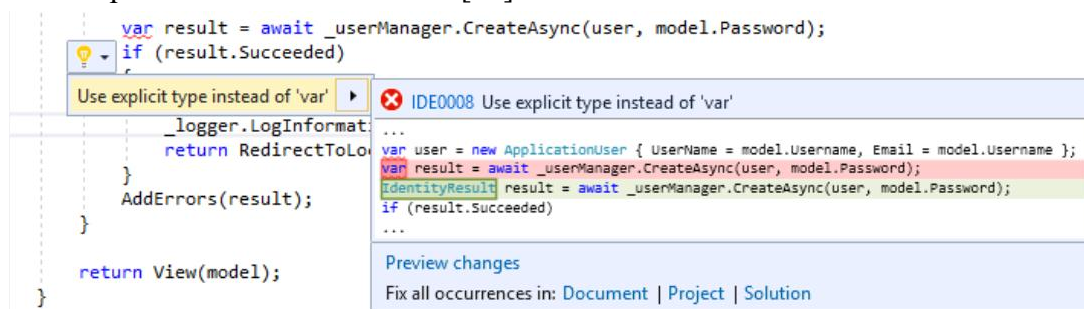 var result = await _userManager.CreateAsync(user, model.Password);
if (result.Succeeded)
{
Use explicit type instead of 'var'
_logger.LogInformati
return RedirectToLo
}
AddErrors(result);
}
return View(model);
}
IDE0008 Use explicit type instead of 'var'
...
var user = new ApplicationUser { UserName = model.Username, Email = model.Username };
var result = await _userManager.CreateAsync(user, model.Password);
IdentityResult result = await _userManager.CreateAsync(user, model.Password);
if (result.Succeeded)
...
Preview changes
Fix all occurrences in: Document | Project | Solution